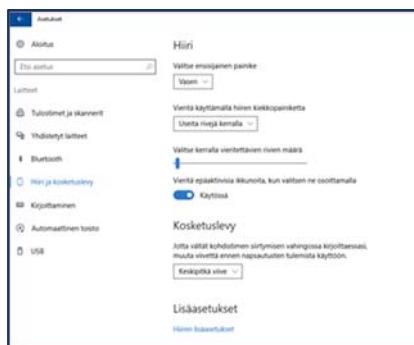 Asetukset
Aloitus
Etsi asetus
Laitteet
Tulostimet ja skannerit
Yhdistetyt laitteet
Bluetooth
Hiiri ja kosketuslevy
Kirjoittaminen
Automaattinen toisto
USB
Hiiri
Valitse ensisijainen painike
Vasen
Vieritä käyttämällä hiiren kiekkopainiketta
Useita rivejä kerralla
Valitse kerralla vieritettävien rivien määrä
Vieritä epäaktiivisia ikkunoita, kun valitsen ne osoittamalla
Käytössä
Kosketuslevy
Jotta vältät kohdistimen siirtymisen vahingossa kirjoittaessasi,
muuta viivettä ennen napsautusten tulemista käyttöön.
Keskipitkä viive
Lisäasetukset
Hiiren lisäasetukset